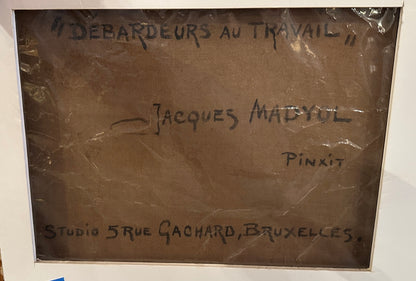 "DEBARDEURS AU TRAVAIL"
— JACQUES MADYOL
PINXIT
STUDIO 5 RUE GACHARD, BRUXELLES.